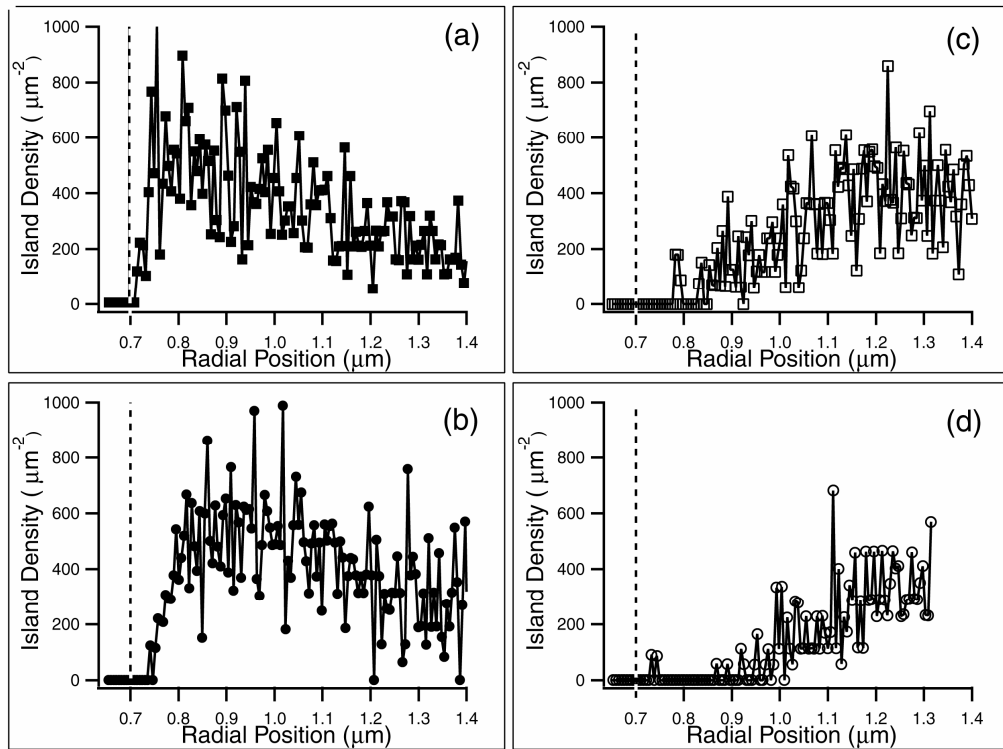 (a)
Island Density ( μm⁻²)
1000
800
600
400
200
0
0.7 0.8 0.9 1.0 1.1 1.2 1.3 1.4
Radial Position (μm)
(c)
Island Density ( μm⁻²)
1000
800
600
400
200
0
0.7 0.8 0.9 1.0 1.1 1.2 1.3 1.4
Radial Position (μm)
(b)
Island Density ( μm⁻²)
1000
800
600
400
200
0
0.7 0.8 0.9 1.0 1.1 1.2 1.3 1.4
Radial Position (μm)
(d)
Island Density ( μm⁻²)
1000
800
600
400
200
0
0.7 0.8 0.9 1.0 1.1 1.2 1.3 1.4
Radial Position (μm)